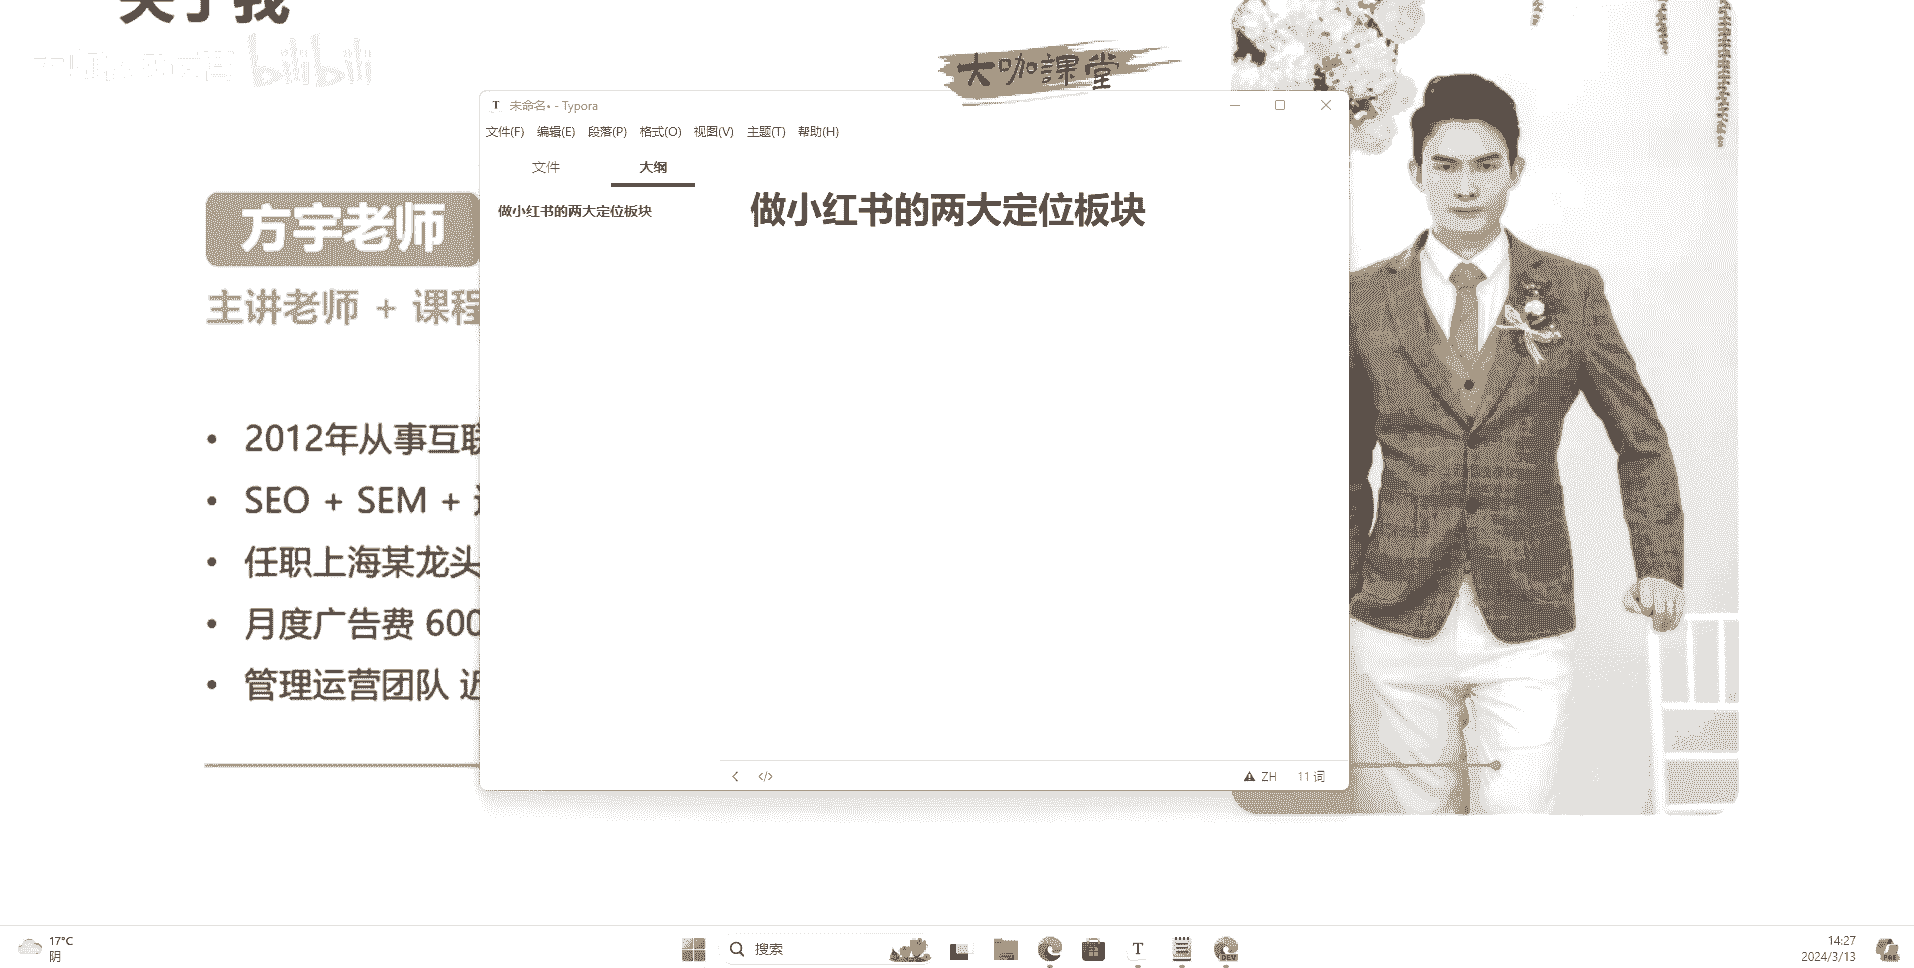 关于我
bilibili
大咖課堂
未命名• - Typora
文件(F) 编辑(E) 段落(P) 格式(O) 视图(V) 主题(T) 帮助(H)
文件 大纲
做小红书的两大定位板块
做小红书的两大定位板块
方宇老师
主讲老师 + 课程
2012年从事互联
SEO + SEM +
任职上海某龙头
月度广告费 600
管理运营团队 近
</> ZH 11 词
17°C
阴
搜索
DEV
14:27
2024/3/13
PRE